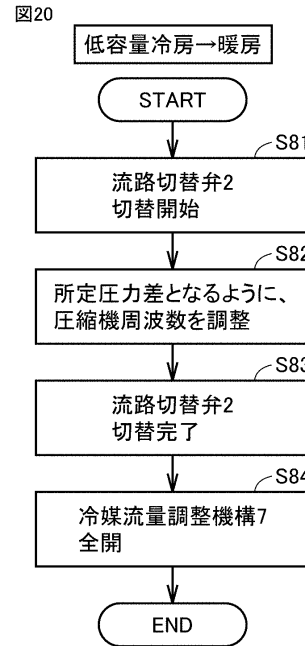 図20
低容量冷房→暖房
START
S81
流路切替弁2
切替開始
S82
所定圧力差となるように、
圧縮機周波数を調整
S83
流路切替弁2
切替完了
S84
冷媒流量調整機構7
全開
END